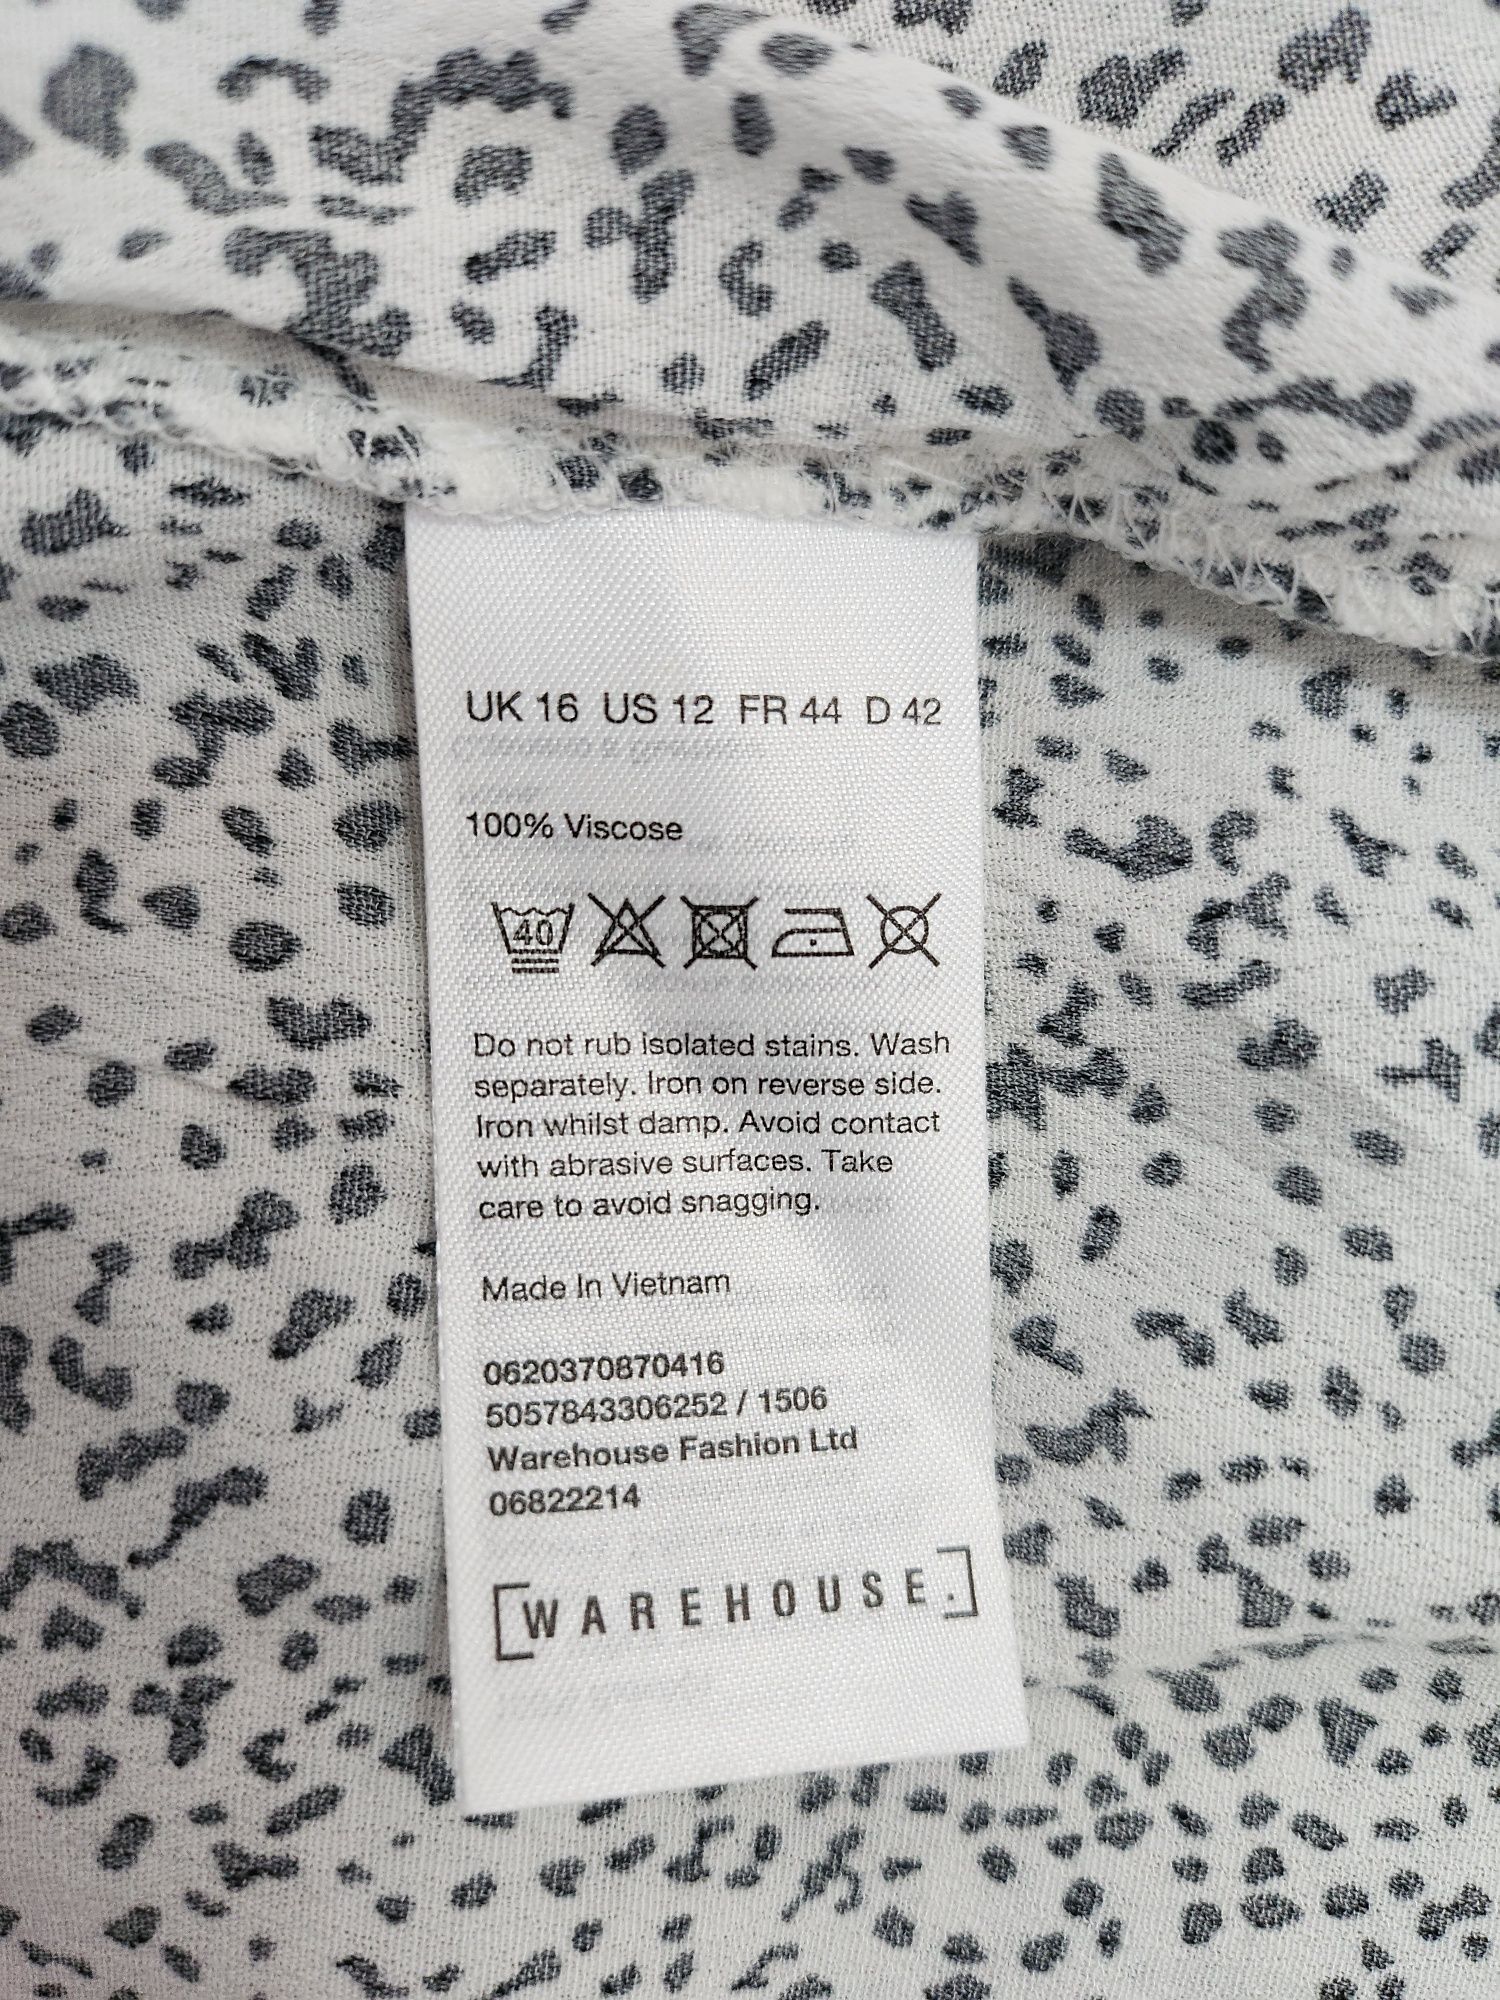 UK 16 US 12 FR 44 D 42
100% Viscose
40
Do not rub isolated stains. Wash
separately. Iron on reverse side.
Iron whilst damp. Avoid contact
with abrasive surfaces. Take
care to avoid snagging.
Made In Vietnam
0620370870416
5057843306252 / 1506
Warehouse Fashion Ltd
06822214
[WAREHOUSE.]